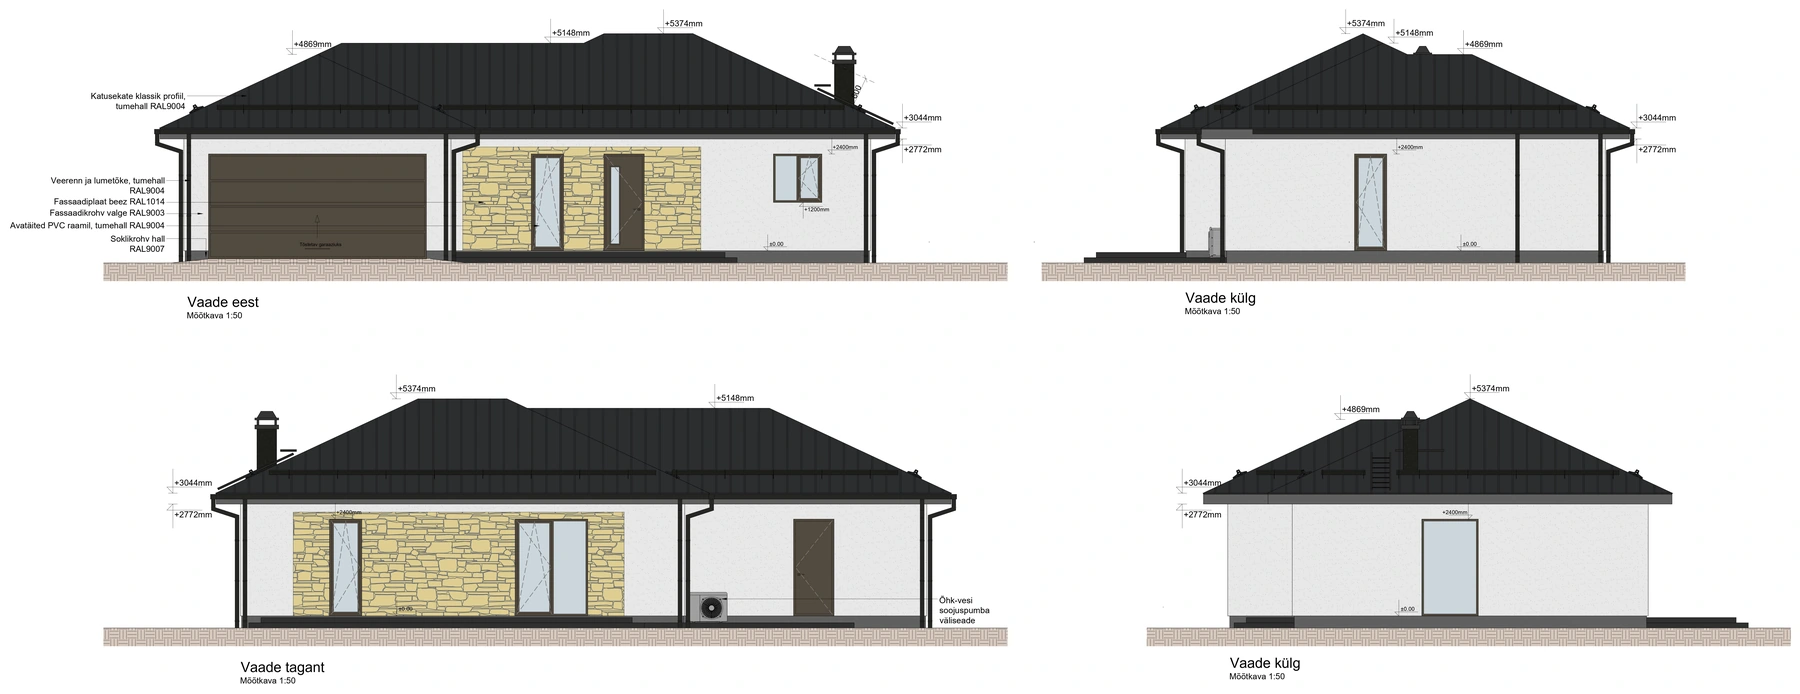 +4869mm
+5148mm
+5374mm
Katusekate klassik profiil,
tumehall RAL9004
800
+3044mm
+2772mm
+2400mm
Veerenn ja lumetõke, tumehall
RAL9004
Fassaadiplaat beez RAL1014
Fassaadikrohv valge RAL9003
Avatäited PVC raamil, tumehall RAL9004
Soklikrohv hall
RAL9007
+1200mm
±0.00
Vaade eest
Mõõtkava 1:50
+5374mm
+5148mm
+4869mm
+3044mm
+2772mm
+2400mm
±0.00
Vaade külg
Mõõtkava 1:50
+5374mm
+5148mm
+3044mm
+2772mm
+2400mm
±0.00
Õhk-vesi
soojuspumba
väliseade
Vaade tagant
Mõõtkava 1:50
+5374mm
+4869mm
+3044mm
+2772mm
+2400mm
±0.00
Vaade külg
Mõõtkava 1:50